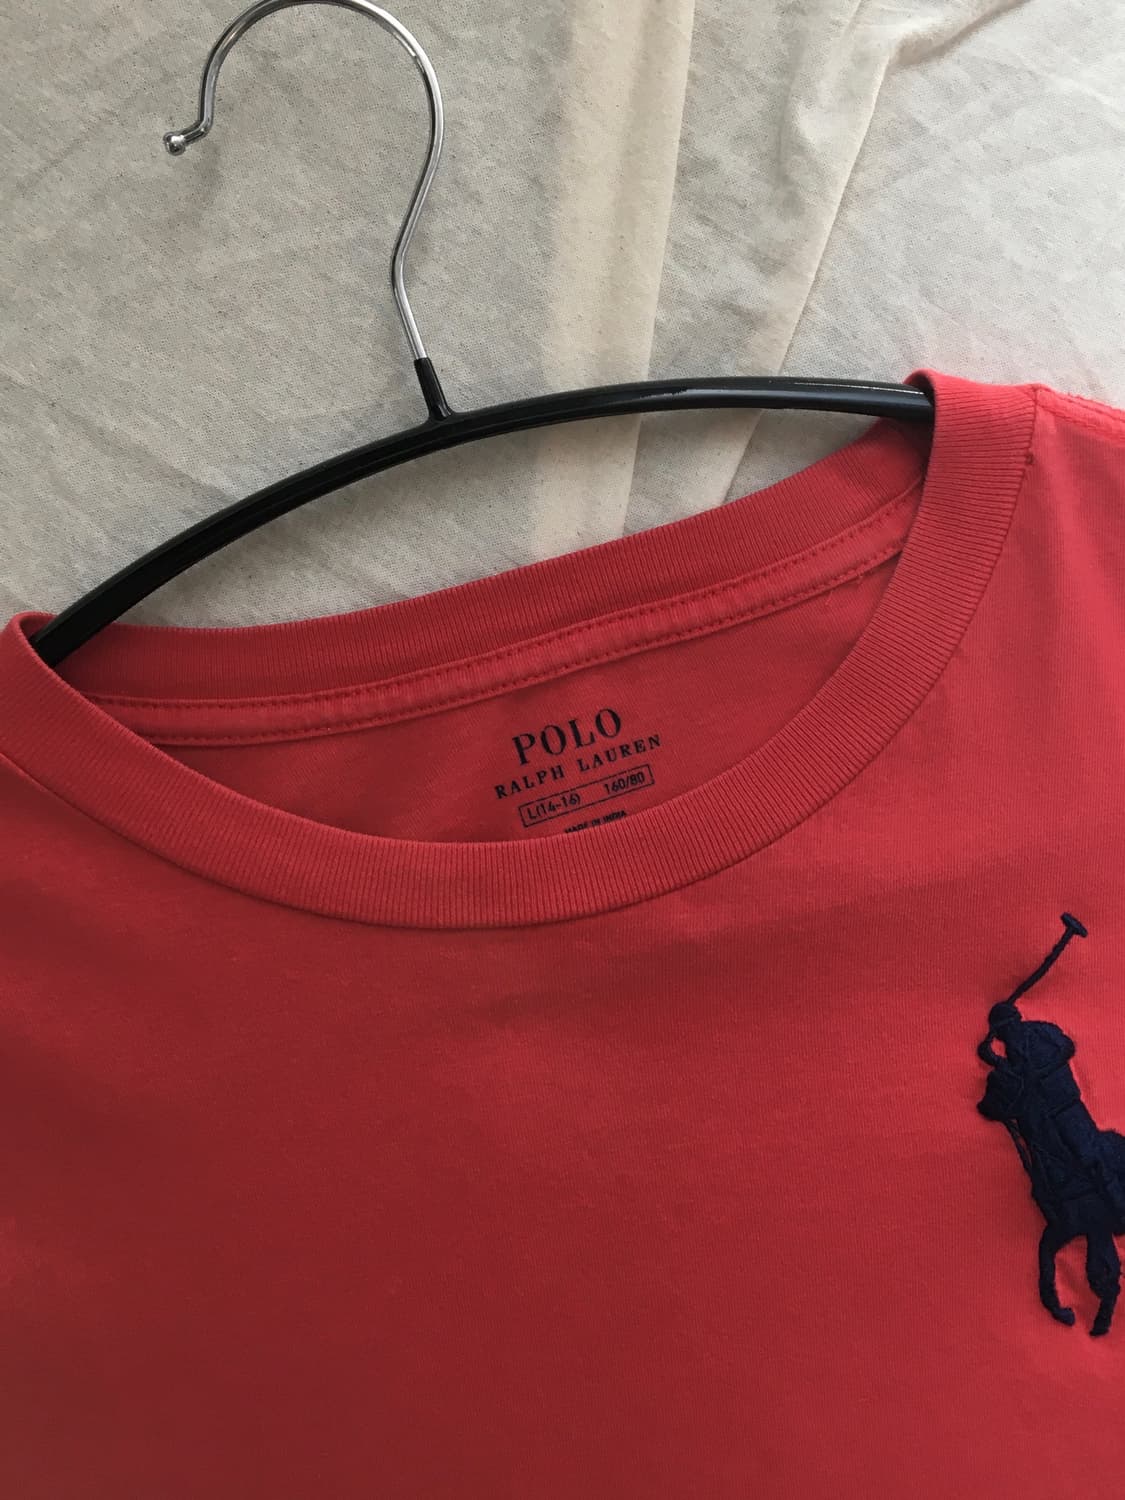 POLO
RALPH LAUREN
L(14-16) 160/80
MADE IN INDIA